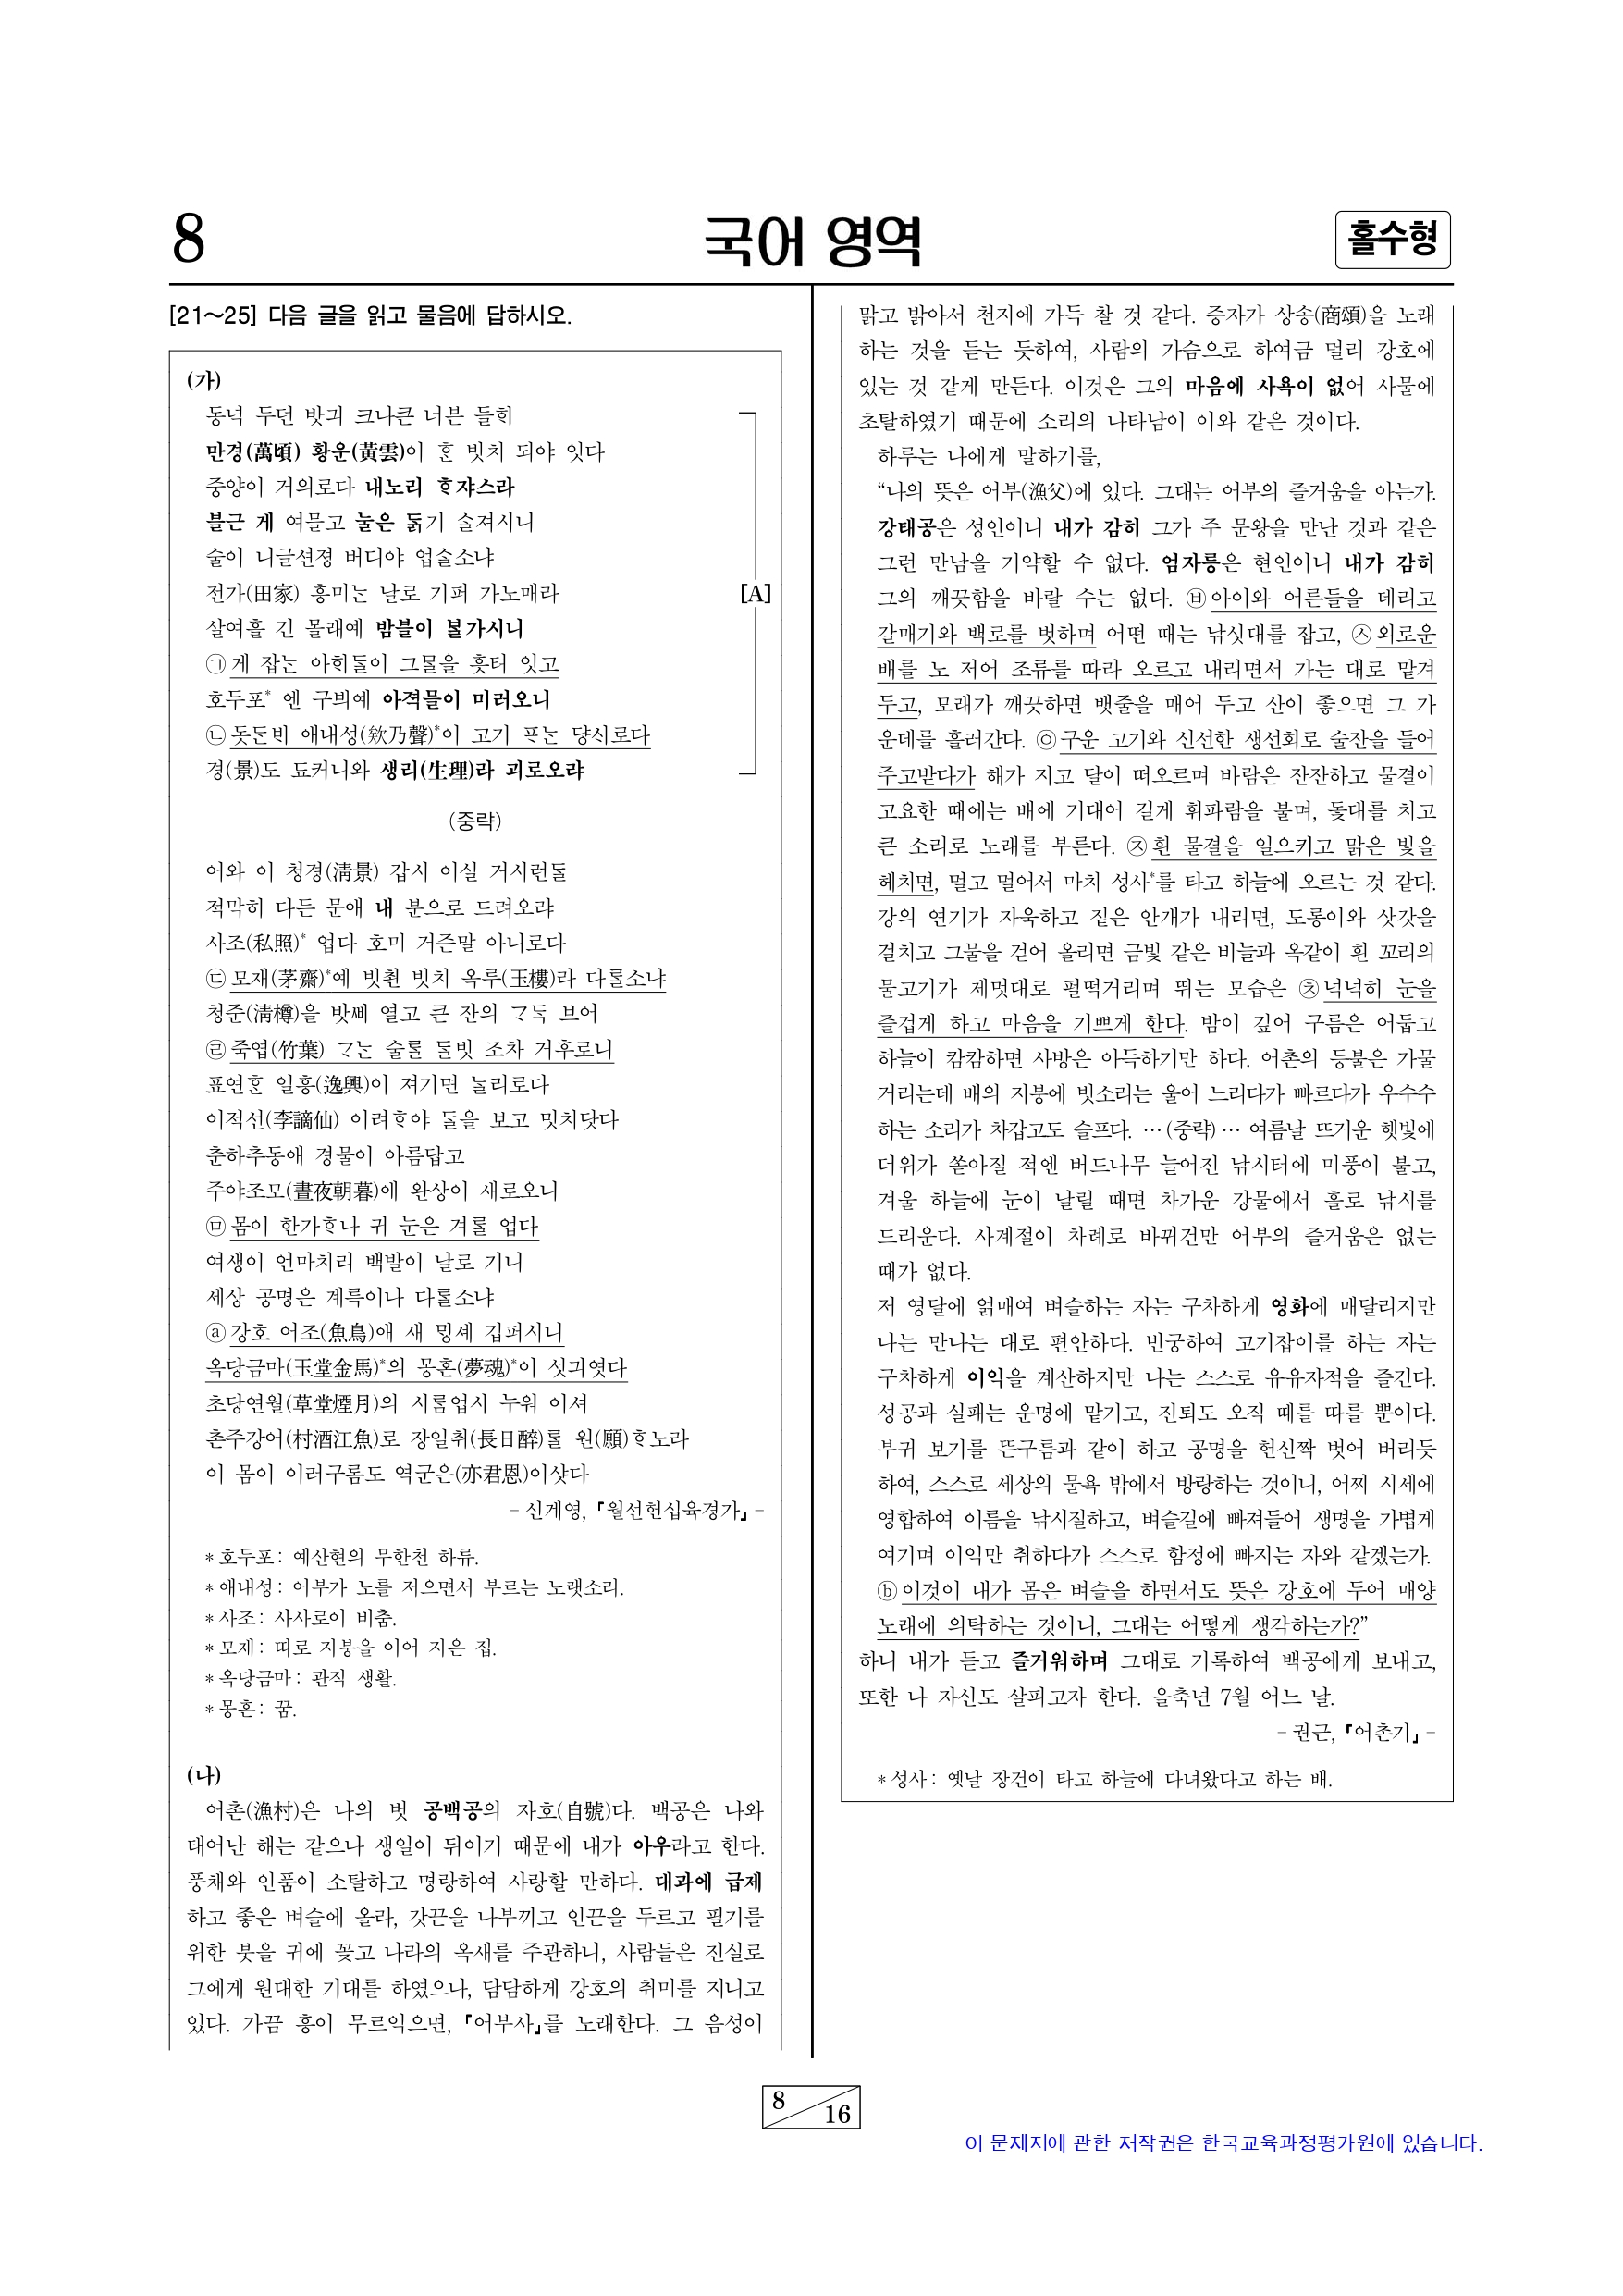 8
국어 영역
홀수형
[21~25] 다음 글을 읽고 물음에 답하시오.
(가)
동녁 두던 밧긔 크나큰 너븐 들ᄒᆡ
만경(萬頃) 황운(黃雲)이 ᄒᆞᆫ 빗치 되야 잇다
중양이 거의로다 내노리 ᄒᆞ쟈스라
블근 게 여믈고 눌은 ᄃᆞᆰ기 ᄉᆞᆯ져시니
술이 니글션졍 버디야 업슬소냐
전가(田家) 흥미ᄂᆞᆫ 날로 기퍼 가노매라
살여흘 긴 몰래예 밤블이 ᄇᆞᆯ가시니
㉠게 잡ᄂᆞᆫ 아ᄒᆡᄃᆞᆯ이 그믈을 흣텨 잇고
호두포* 엔 구븨예 아젹믈이 미러오니
㉡돗ᄃᆞᆫᄇᆡ 애내성(欸乃聲)*이 고기 ᄑᆞᄂᆞᆫ 당시로다
경(景)도 됴커니와 생리(生理)라 괴로오랴
[A]
(중략)
어와 이 청경(淸景) 갑시 이실 거시런ᄃᆞᆯ
적막히 다든 문애 내 분으로 드려오랴
사조(私照)* 업다 호미 거즌말 아니로다
㉢모재(茅齋)*예 빗쵠 빗치 옥루(玉樓)라 다ᄅᆞᆯ소냐
청준(淸樽)을 밧ᄢᅴ 열고 큰 잔의 ᄀᆞᄃᆞᆨ 브어
㉣죽엽(竹葉) ᄀᆞᄂᆞᆫ 술ᄅᆞᆯ ᄃᆞᆯ빗 조차 거후로니
표연ᄒᆞᆫ 일흥(逸興)이 져기면 ᄂᆞᆯ리로다
이적선(李謫仙) 이려ᄒᆞ야 ᄃᆞᆯ을 보고 밋치닷다
춘하추동애 경물이 아름답고
주야조모(晝夜朝暮)애 완상이 새로오니
㉤몸이 한가ᄒᆞ나 귀 눈은 겨ᄅᆞᆯ 업다
여생이 언마치리 백발이 날로 기니
세상 공명은 계륵이나 다ᄅᆞᆯ소냐
ⓐ강호 어조(魚鳥)애 새 밍셰 깁퍼시니
옥당금마(玉堂金馬)*의 몽혼(夢魂)*이 섯긔엿다
초당연월(草堂煙月)의 시ᄅᆞᆷ업시 누워 이셔
촌주강어(村酒江魚)로 장일취(長日醉)ᄅᆞᆯ 원(願)ᄒᆞ노라
이 몸이 이러구롬도 역군은(亦君恩)이샷다
- 신계영, 『월선헌십육경가』 -
* 호두포: 예산현의 무한천 하류.
* 애내성: 어부가 노를 저으면서 부르는 노랫소리.
* 사조: 사사로이 비춤.
* 모재: 띠로 지붕을 이어 지은 집.
* 옥당금마: 관직 생활.
* 몽혼: 꿈.
(나)
어촌(漁村)은 나의 벗 공백공의 자호(自號)다. 백공은 나와
태어난 해는 같으나 생일이 뒤이기 때문에 내가 아우라고 한다.
풍채와 인품이 소탈하고 명랑하여 사랑할 만하다. 대과에 급제
하고 좋은 벼슬에 올라, 갓끈을 나부끼고 인끈을 두르고 필기를
위한 붓을 귀에 꽂고 나라의 옥새를 주관하니, 사람들은 진실로
그에게 원대한 기대를 하였으나, 담담하게 강호의 취미를 지니고
있다. 가끔 흥이 무르익으면, 『어부사』를 노래한다. 그 음성이
맑고 밝아서 천지에 가득 찰 것 같다. 증자가 상송(商頌)을 노래
하는 것을 듣는 듯하여, 사람의 가슴으로 하여금 멀리 강호에
있는 것 같게 만든다. 이것은 그의 마음에 사욕이 없어 사물에
초탈하였기 때문에 소리의 나타남이 이와 같은 것이다.
하루는 나에게 말하기를,
“나의 뜻은 어부(漁父)에 있다. 그대는 어부의 즐거움을 아는가.
강태공은 성인이니 내가 감히 그가 주 문왕을 만난 것과 같은
그런 만남을 기약할 수 없다. 엄자릉은 현인이니 내가 감히
그의 깨끗함을 바랄 수는 없다. ㉥아이와 어른들을 데리고
갈매기와 백로를 벗하며 어떤 때는 낚싯대를 잡고, ㉦외로운
배를 노 저어 조류를 따라 오르고 내리면서 가는 대로 맡겨
두고, 모래가 깨끗하면 뱃줄을 매어 두고 산이 좋으면 그 가
운데를 흘러간다. ㉧구운 고기와 신선한 생선회로 술잔을 들어
주고받다가 해가 지고 달이 떠오르며 바람은 잔잔하고 물결이
고요한 때에는 배에 기대어 길게 휘파람을 불며, 돛대를 치고
큰 소리로 노래를 부른다. ㉨흰 물결을 일으키고 맑은 빛을
헤치면, 멀고 멀어서 마치 성사*를 타고 하늘에 오르는 것 같다.
강의 연기가 자욱하고 짙은 안개가 내리면, 도롱이와 삿갓을
걸치고 그물을 걷어 올리면 금빛 같은 비늘과 옥같이 흰 꼬리의
물고기가 제멋대로 펄떡거리며 뛰는 모습은 ㉩넉넉히 눈을
즐겁게 하고 마음을 기쁘게 한다. 밤이 깊어 구름은 어둡고
하늘이 캄캄하면 사방은 아득하기만 하다. 어촌의 등불은 가물
거리는데 배의 지붕에 빗소리는 울어 느리다가 빠르다가 우수수
하는 소리가 차갑고도 슬프다. …(중략)… 여름날 뜨거운 햇빛에
더위가 쏟아질 적엔 버드나무 늘어진 낚시터에 미풍이 불고,
겨울 하늘에 눈이 날릴 때면 차가운 강물에서 홀로 낚시를
드리운다. 사계절이 차례로 바뀌건만 어부의 즐거움은 없는
때가 없다.
저 영달에 얽매여 벼슬하는 자는 구차하게 영화에 매달리지만
나는 만나는 대로 편안하다. 빈궁하여 고기잡이를 하는 자는
구차하게 이익을 계산하지만 나는 스스로 유유자적을 즐긴다.
성공과 실패는 운명에 맡기고, 진퇴도 오직 때를 따를 뿐이다.
부귀 보기를 뜬구름과 같이 하고 공명을 헌신짝 벗어 버리듯
하여, 스스로 세상의 물욕 밖에서 방랑하는 것이니, 어찌 시세에
영합하여 이름을 낚시질하고, 벼슬길에 빠져들어 생명을 가볍게
여기며 이익만 취하다가 스스로 함정에 빠지는 자와 같겠는가.
ⓑ이것이 내가 몸은 벼슬을 하면서도 뜻은 강호에 두어 매양
노래에 의탁하는 것이니, 그대는 어떻게 생각하는가?”
하니 내가 듣고 즐거워하며 그대로 기록하여 백공에게 보내고,
또한 나 자신도 살피고자 한다. 을축년 7월 어느 날.
- 권근, 『어촌기』 -
* 성사: 옛날 장건이 타고 하늘에 다녀왔다고 하는 배.
8
16
이 문제지에 관한 저작권은 한국교육과정평가원에 있습니다.